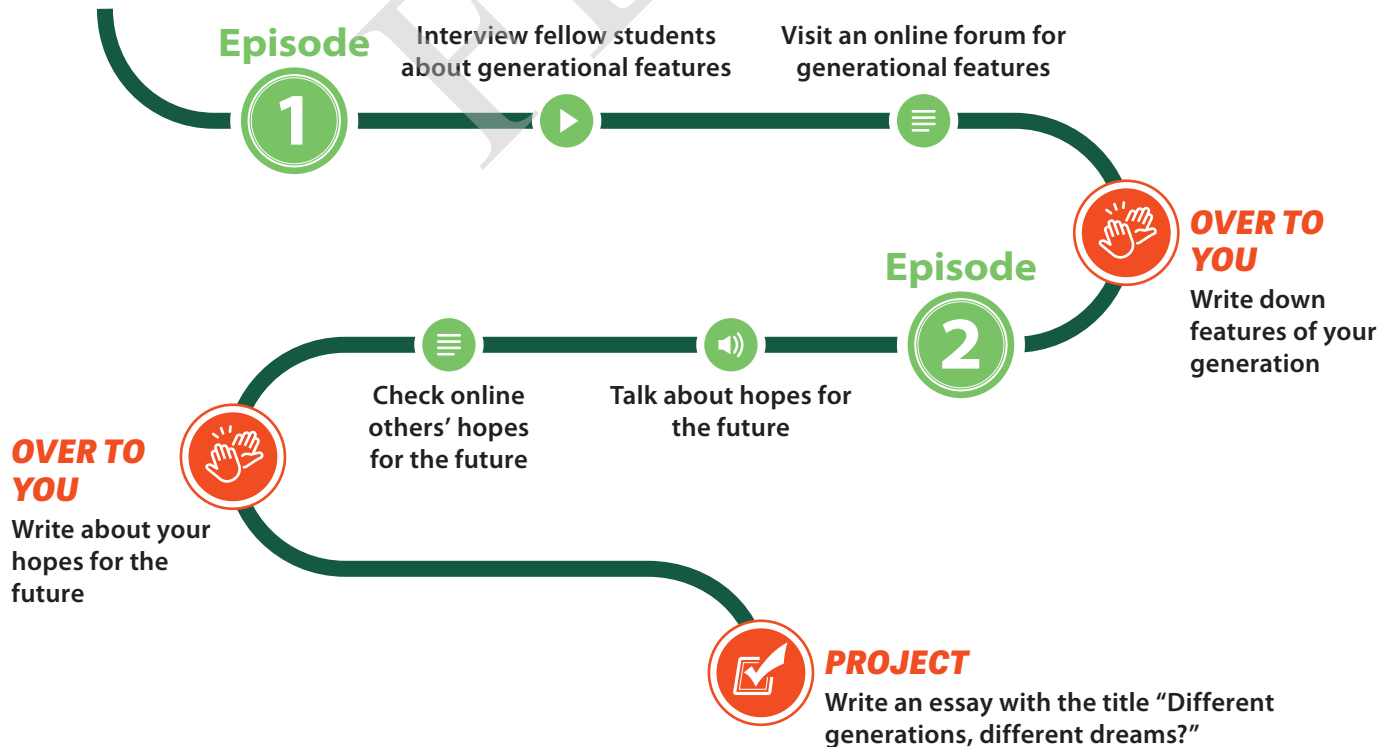 Episode
1
Interview fellow students
about generational features
Visit an online forum for
generational features
OVER TO
YOU
Write down
features of your
generation
Episode
2
Talk about hopes for
the future
Check online
others’ hopes
for the future
OVER TO
YOU
Write about your
hopes for the
future
PROJECT
Write an essay with the title “Different
generations, different dreams?”